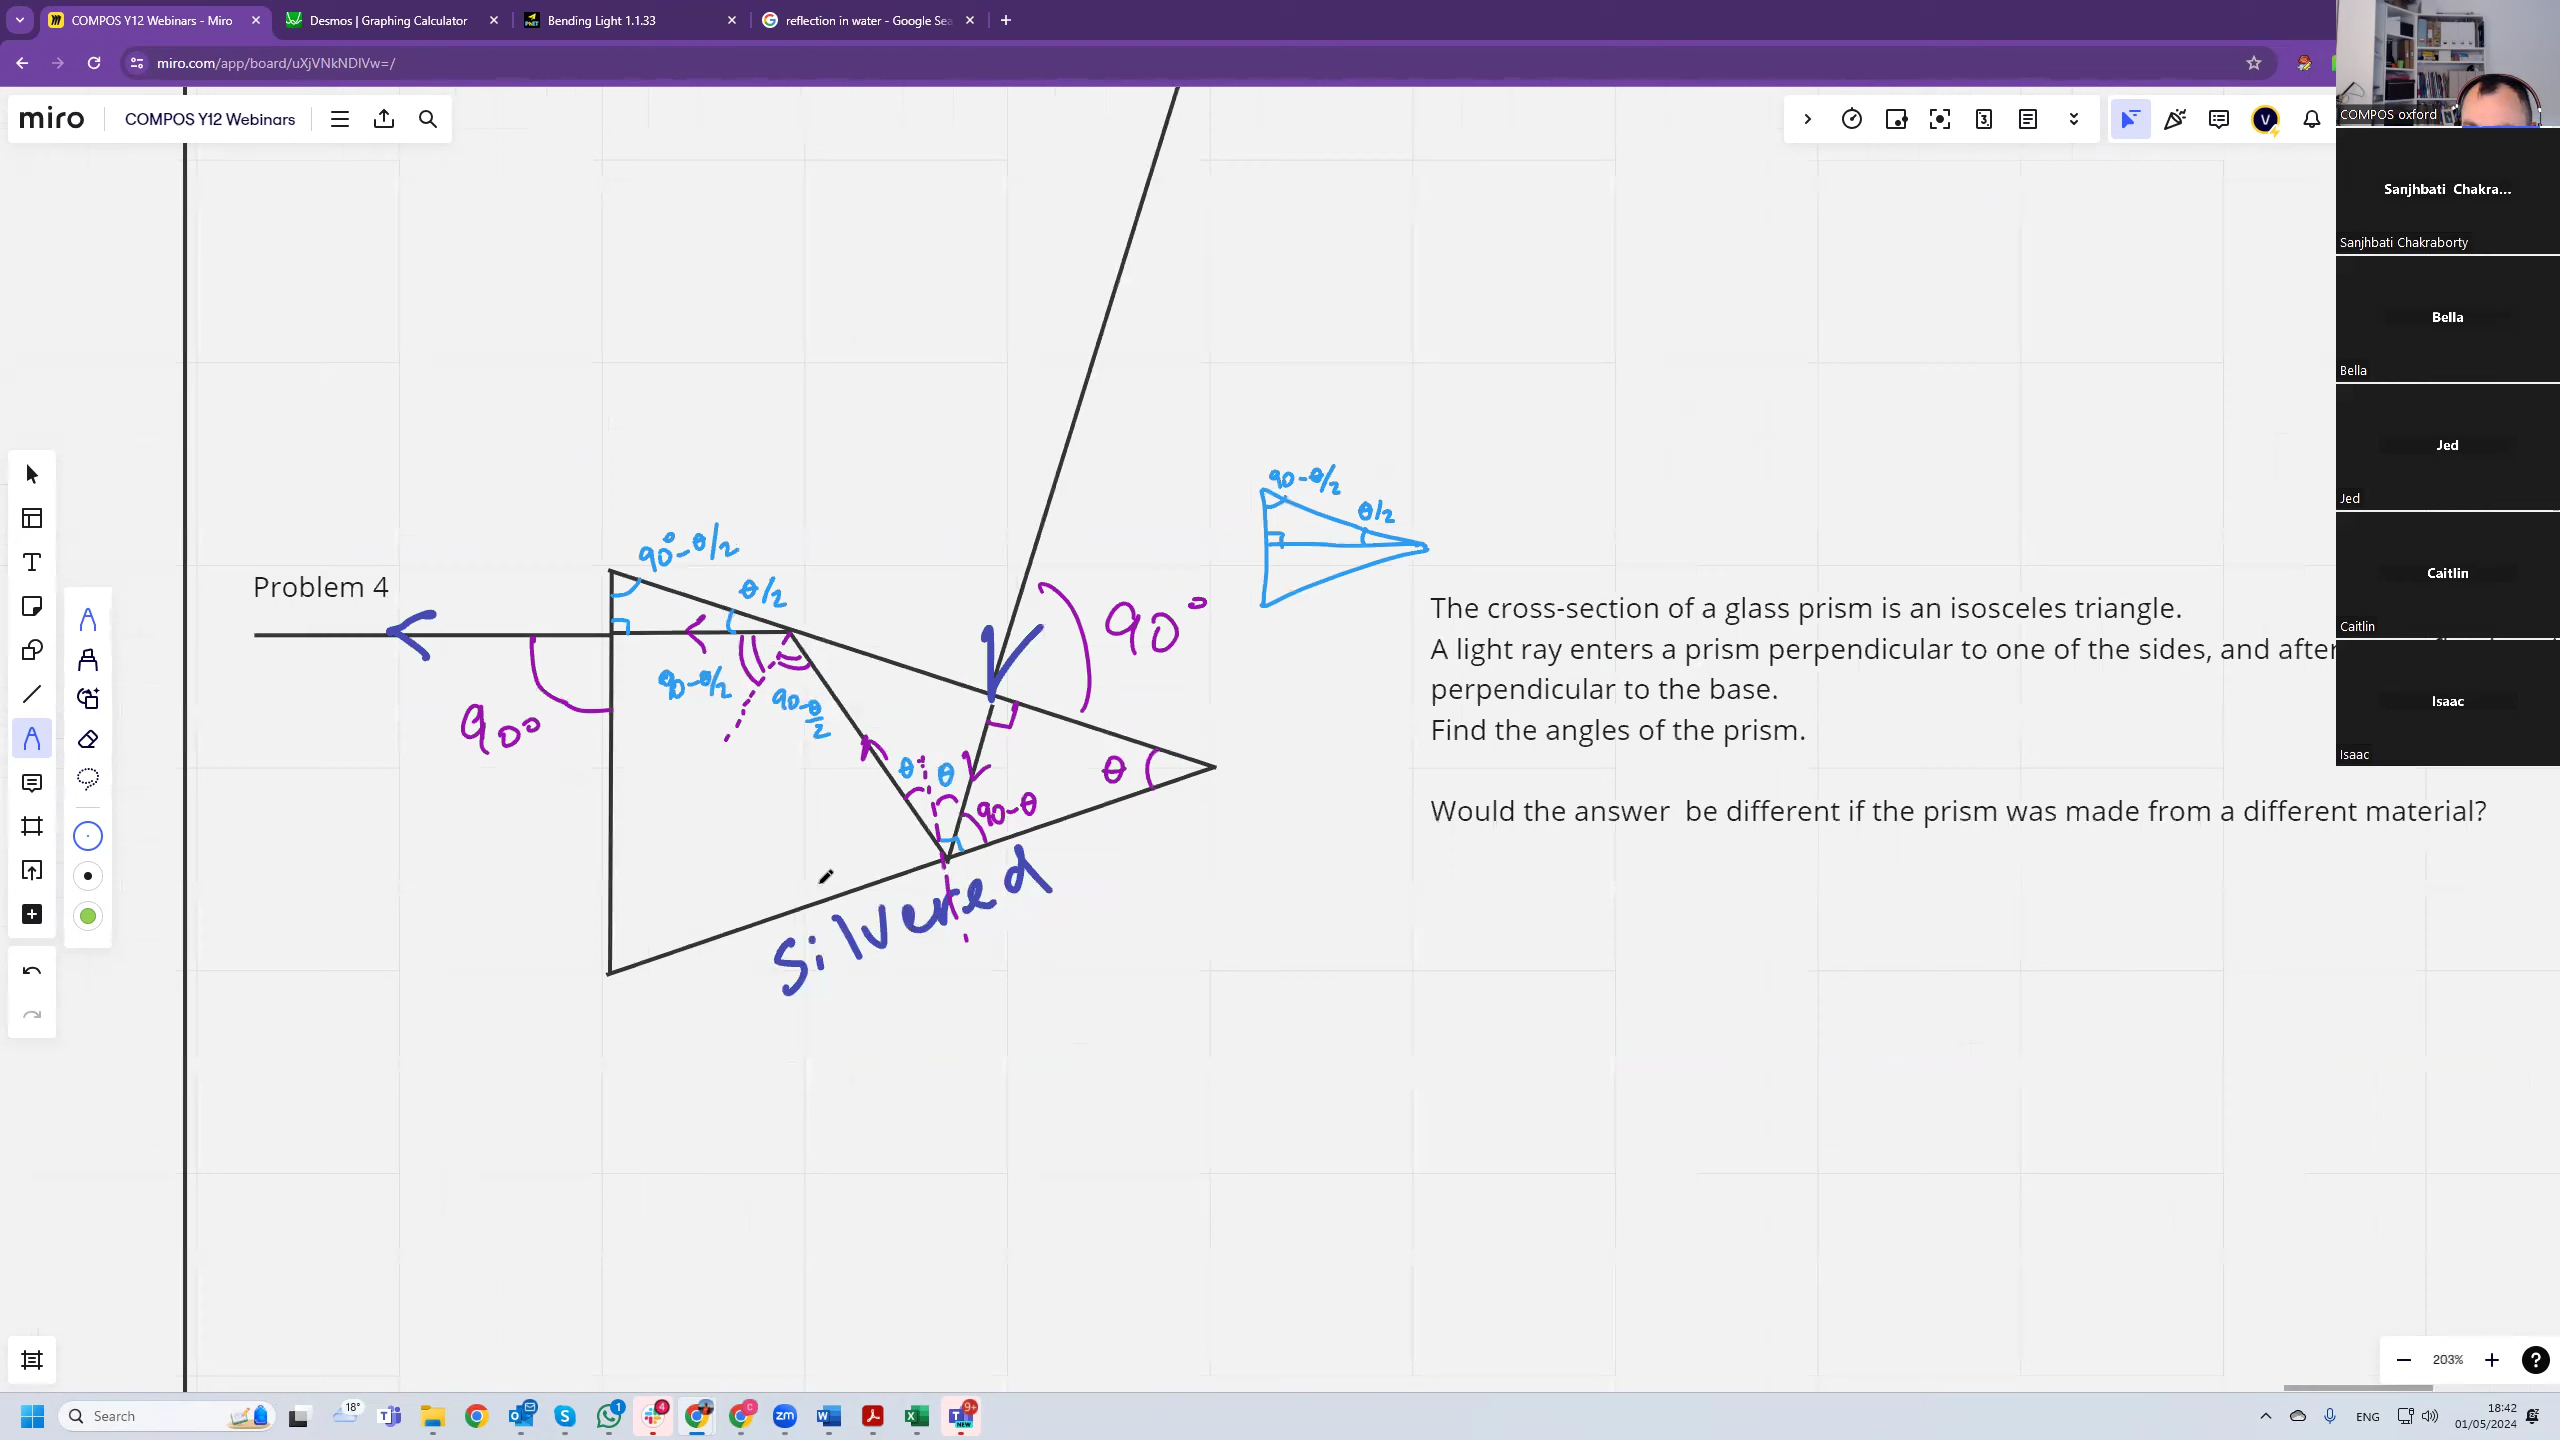 COMPOS Y12 Webinars - Miro
Desmos | Graphing Calculator
Bending Light 1.1.33
reflection in water - Google Sea
miro.com/app/board/uXjVNkNDIVw=/
miro
COMPOS Y12 Webinars
V
COMPOS oxford
Sanjhbati Chakra...
Sanjhbati Chakraborty
Bella
Bella
Jed
Jed
Caitlin
Caitlin
Isaac
Isaac
Problem 4
90°-θ/2
θ/2
90-θ/2
90-θ/2
90°
90°
θ
θ
90-θ
θ
silvered
90-θ/2
θ/2
The cross-section of a glass prism is an isosceles triangle.
A light ray enters a prism perpendicular to one of the sides, and after
perpendicular to the base.
Find the angles of the prism.
Would the answer be different if the prism was made from a different material?
203%
Search
18°
4
1
9+
ENG
18:42
01/05/2024